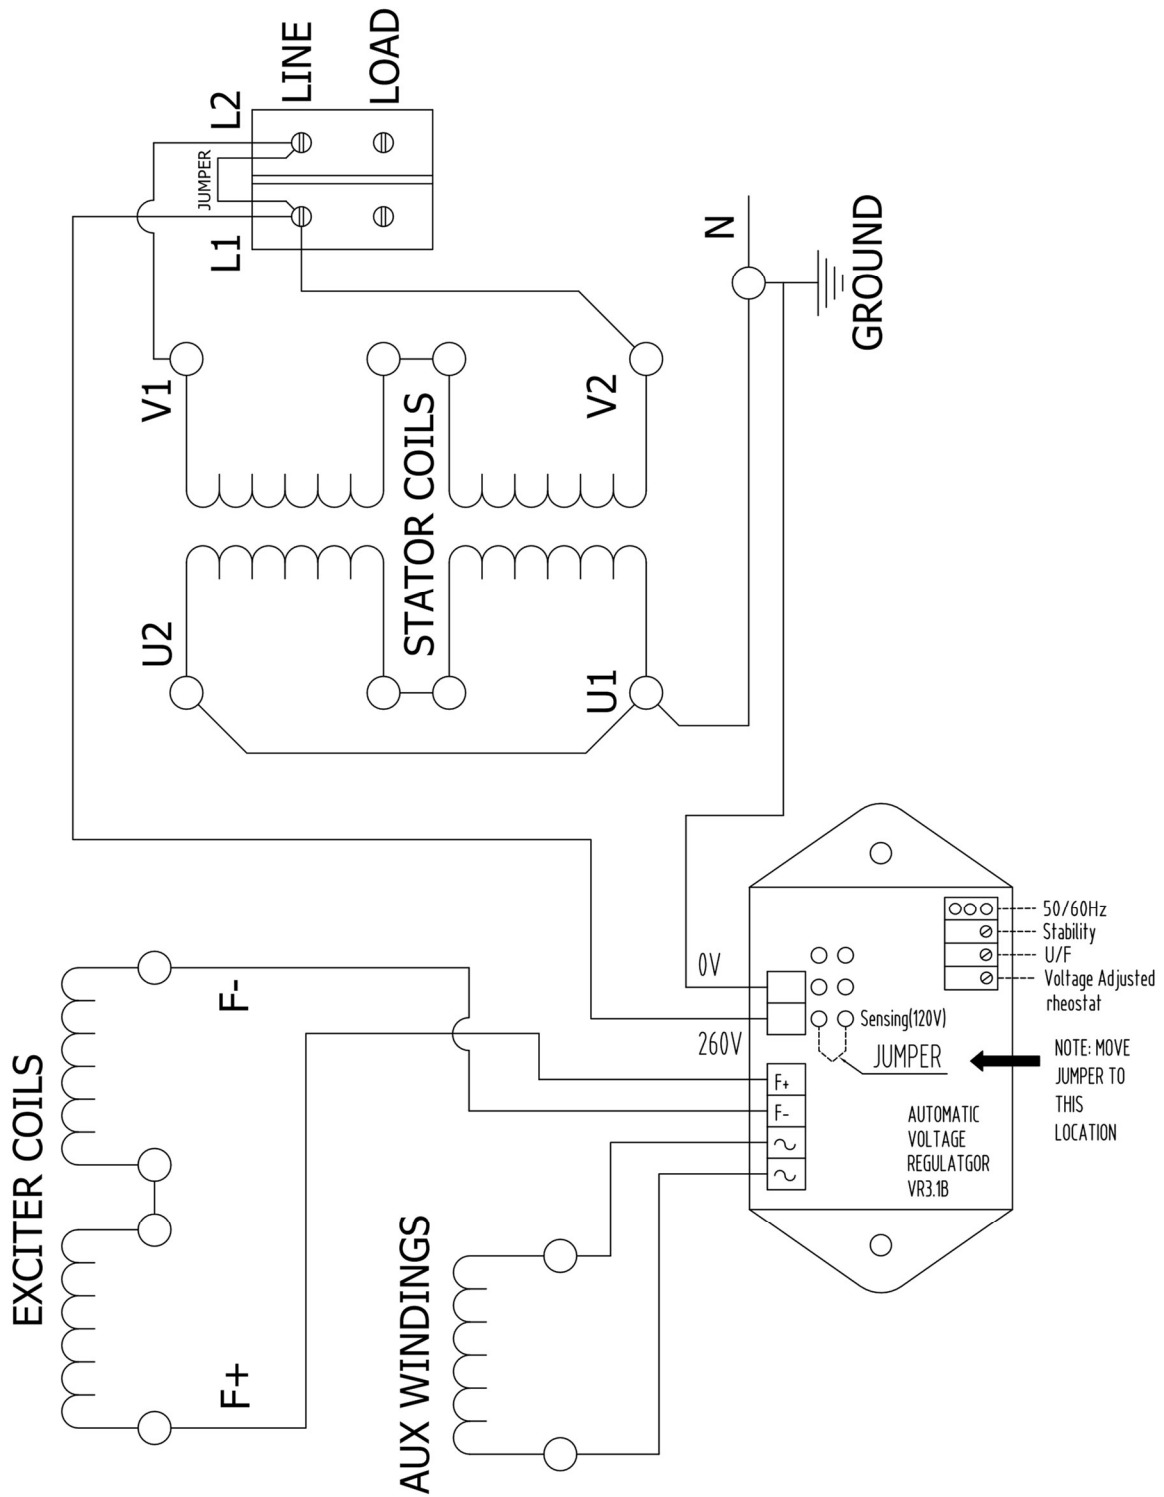 LINE
LOAD
L2
JUMPER
L1
N
GROUND
V1
V2
STATOR COILS
U2
U1
EXCITER COILS
F-
F+
AUX WINDINGS
0V
260V
F+
F-
Sensing(120V)
JUMPER
50/60Hz
Stability
U/F
Voltage Adjusted
rheostat
NOTE: MOVE
JUMPER TO
THIS
LOCATION
AUTOMATIC
VOLTAGE
REGULATGOR
VR3.1B